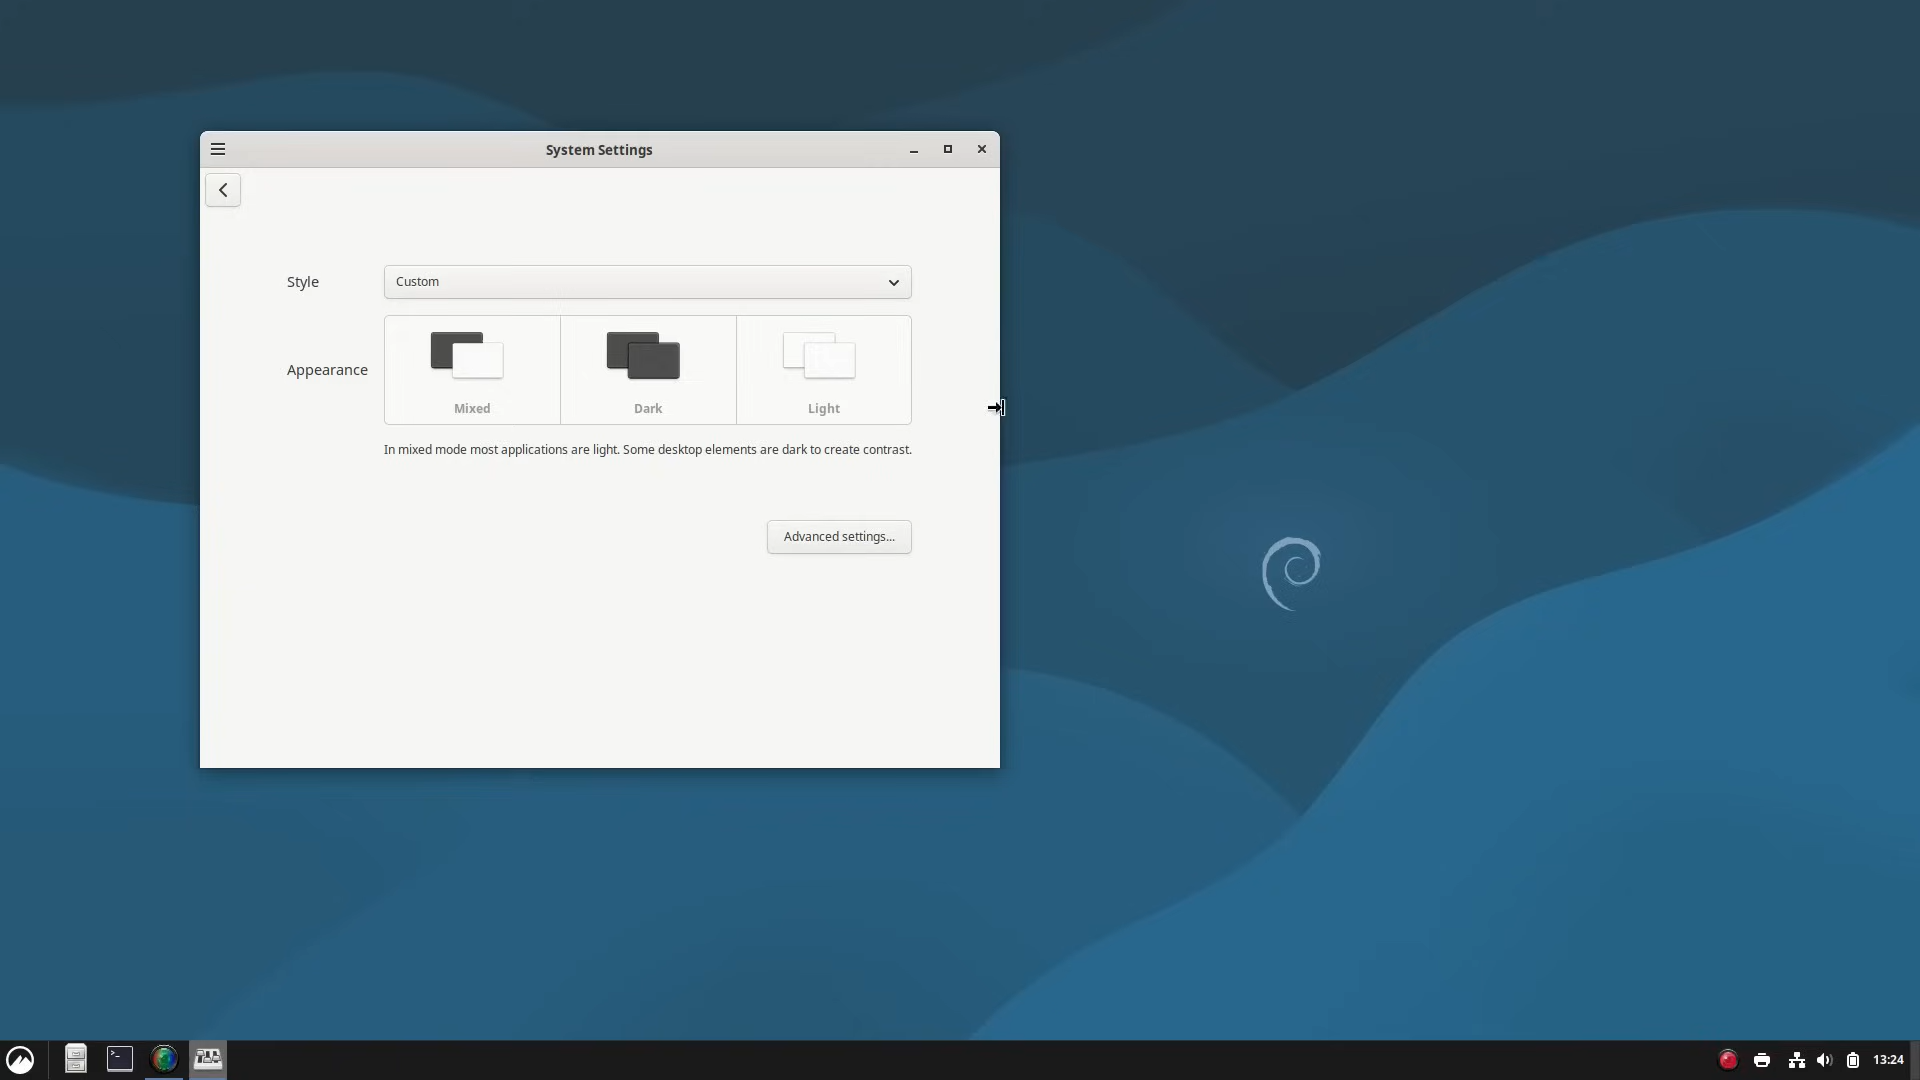 System Settings
Style
Custom
Appearance
Mixed
Dark
Light
In mixed mode most applications are light. Some desktop elements are dark to create contrast.
Advanced settings...
13:24